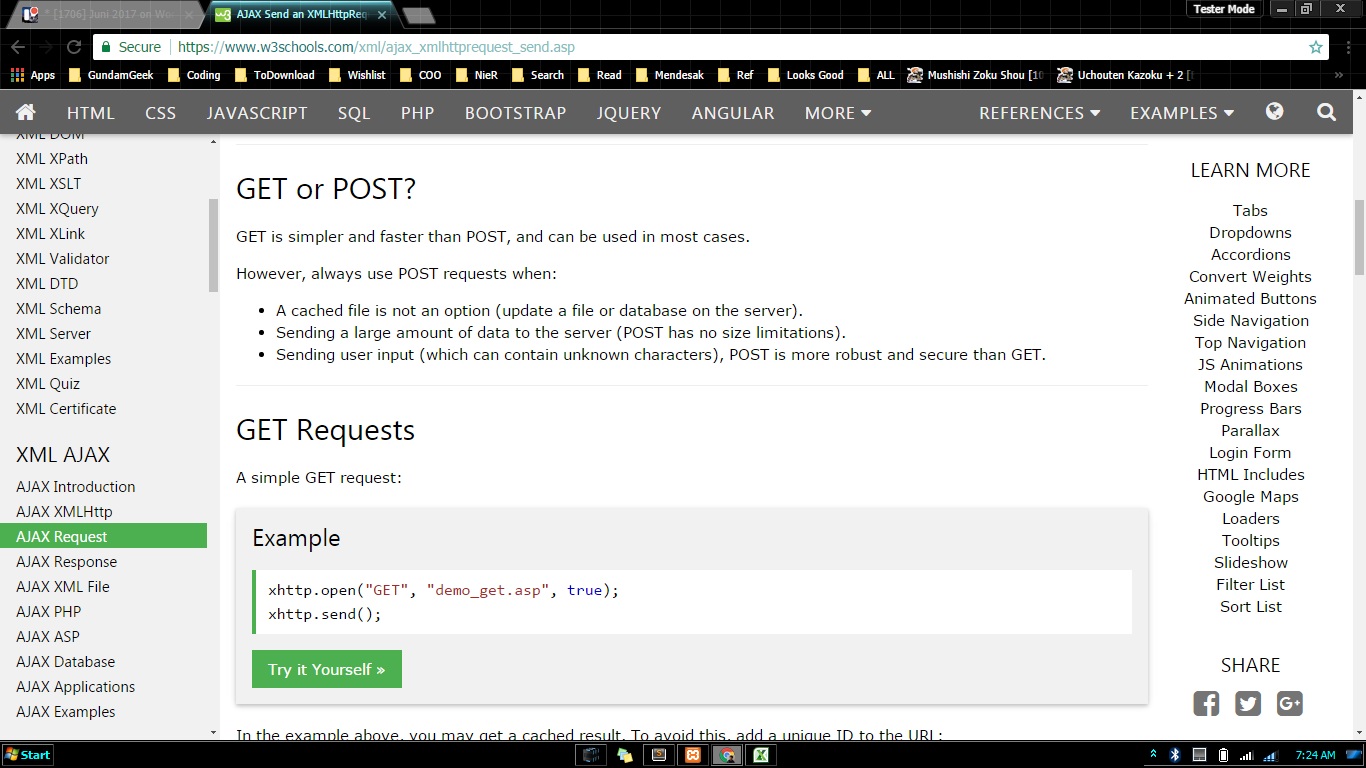 * [1706] Juni 2017 on W
AJAX Send an XMLHttpReq
Tester Mode
Secure
https://www.w3schools.com/xml/ajax_xmlhttprequest_send.asp
Apps GundamGeek Coding ToDownload Wishlist COO NieR Search Read Mendesak Ref Looks Good ALL Mushishi Zoku Shou [10 Uchouten Kazoku + 2 [
HTML CSS JAVASCRIPT SQL PHP BOOTSTRAP JQUERY ANGULAR MORE REFERENCES EXAMPLES
XML DOM
XML XPath
XML XSLT
XML XQuery
XML XLink
XML Validator
XML DTD
XML Schema
XML Server
XML Examples
XML Quiz
XML Certificate
XML AJAX
AJAX Introduction
AJAX XMLHttp
AJAX Request
AJAX Response
AJAX XML File
AJAX PHP
AJAX ASP
AJAX Database
AJAX Applications
AJAX Examples
GET or POST?
GET is simpler and faster than POST, and can be used in most cases.
However, always use POST requests when:
• A cached file is not an option (update a file or database on the server).
• Sending a large amount of data to the server (POST has no size limitations).
• Sending user input (which can contain unknown characters), POST is more robust and secure than GET.
GET Requests
A simple GET request:
Example
xhttp.open("GET", "demo_get.asp", true);
xhttp.send();
Try it Yourself »
In the example above, you may get a cached result. To avoid this, add a unique ID to the URL:
LEARN MORE
Tabs
Dropdowns
Accordions
Convert Weights
Animated Buttons
Side Navigation
Top Navigation
JS Animations
Modal Boxes
Progress Bars
Parallax
Login Form
HTML Includes
Google Maps
Loaders
Tooltips
Slideshow
Filter List
Sort List
SHARE
Start
7:24 AM